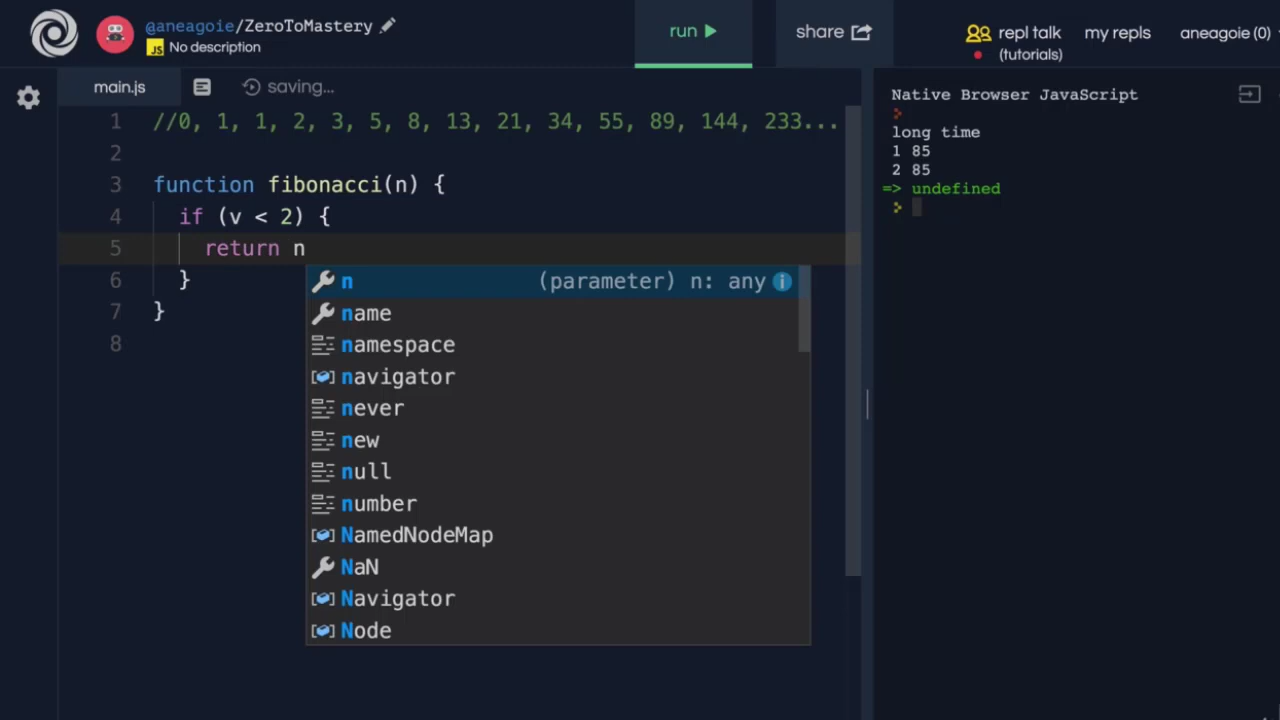 @aneagoie/ZeroToMastery
JS No description
run
share
repl talk
(tutorials)
my repls
aneagoie (0)
main.js
saving...
1 //0, 1, 1, 2, 3, 5, 8, 13, 21, 34, 55, 89, 144, 233...
2
3 function fibonacci(n) {
4 if (v < 2) {
5 return n
6 }
7 }
8
n (parameter) n: any i
name
namespace
navigator
never
new
null
number
NamedNodeMap
NaN
Navigator
Node
Native Browser JavaScript
>
long time
1 85
2 85
=> undefined
>